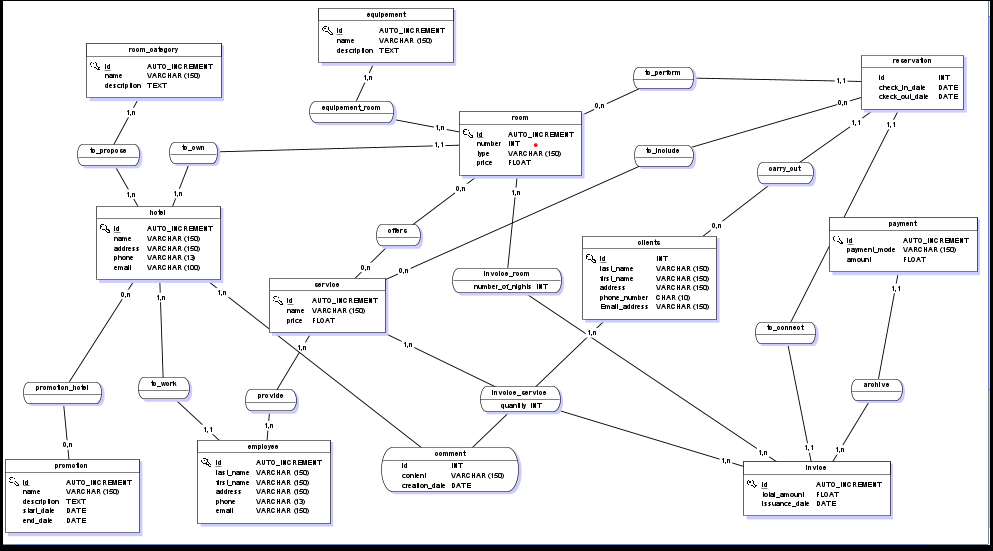 equipement
id AUTO_INCREMENT
name VARCHAR (150)
description TEXT
room_category
id AUTO_INCREMENT
name VARCHAR (150)
description TEXT
reservation
id INT
check_in_date DATE
ckeck_out_date DATE
to_perform
1,n
1,1
0,n
equipement_room
1,n
0,n
1,n
room
id AUTO_INCREMENT
number INT
type VARCHAR (150)
price FLOAT
1,1
1,1
1,1
to_propose
to_own
to_include
carry_out
1,n
1,n
0,n
1,n
hotel
id AUTO_INCREMENT
name VARCHAR (150)
address VARCHAR (150)
phone VARCHAR (13)
email VARCHAR (100)
offers
0,n
payment
id AUTO_INCREMENT
payment_mode VARCHAR (150)
amount FLOAT
clients
id INT
last_name VARCHAR (150)
first_name VARCHAR (150)
address VARCHAR (150)
phone_number CHAR (10)
Email_address VARCHAR (150)
0,n
0,n
invoice_room
number_of_nights INT
service
id AUTO_INCREMENT
name VARCHAR (150)
price FLOAT
0,n
1,n
1,n
1,1
to_connect
1,n
1,n
1,n
promotion_hotel
to_work
provide
invoice_service
quantity INT
archive
1,1
1,n
0,n
employee
id AUTO_INCREMENT
last_name VARCHAR (150)
first_name VARCHAR (150)
address VARCHAR (150)
phone VARCHAR (13)
email VARCHAR (150)
comment
id INT
content VARCHAR (150)
creation_date DATE
1,1
1,n
1,n
1,n
promotion
id AUTO_INCREMENT
name VARCHAR (150)
description TEXT
start_date DATE
end_date DATE
invice
id AUTO_INCREMENT
total_amount FLOAT
issuance_date DATE